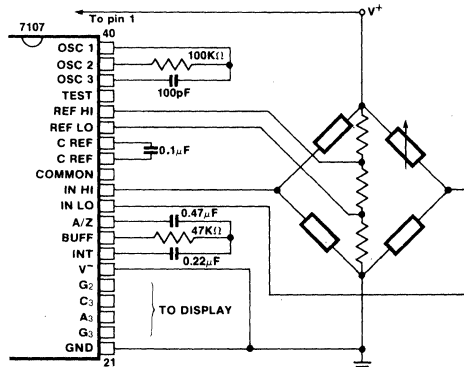 To pin 1
V+
7107
40
OSC 1
OSC 2
100KΩ
OSC 3
100pF
TEST
REF HI
REF LO
C REF
0.1μF
C REF
COMMON
IN HI
IN LO
A/Z
0.47μF
BUFF
47KΩ
INT
0.22μF
V-
G2
C3
TO DISPLAY
A3
G3
GND
21